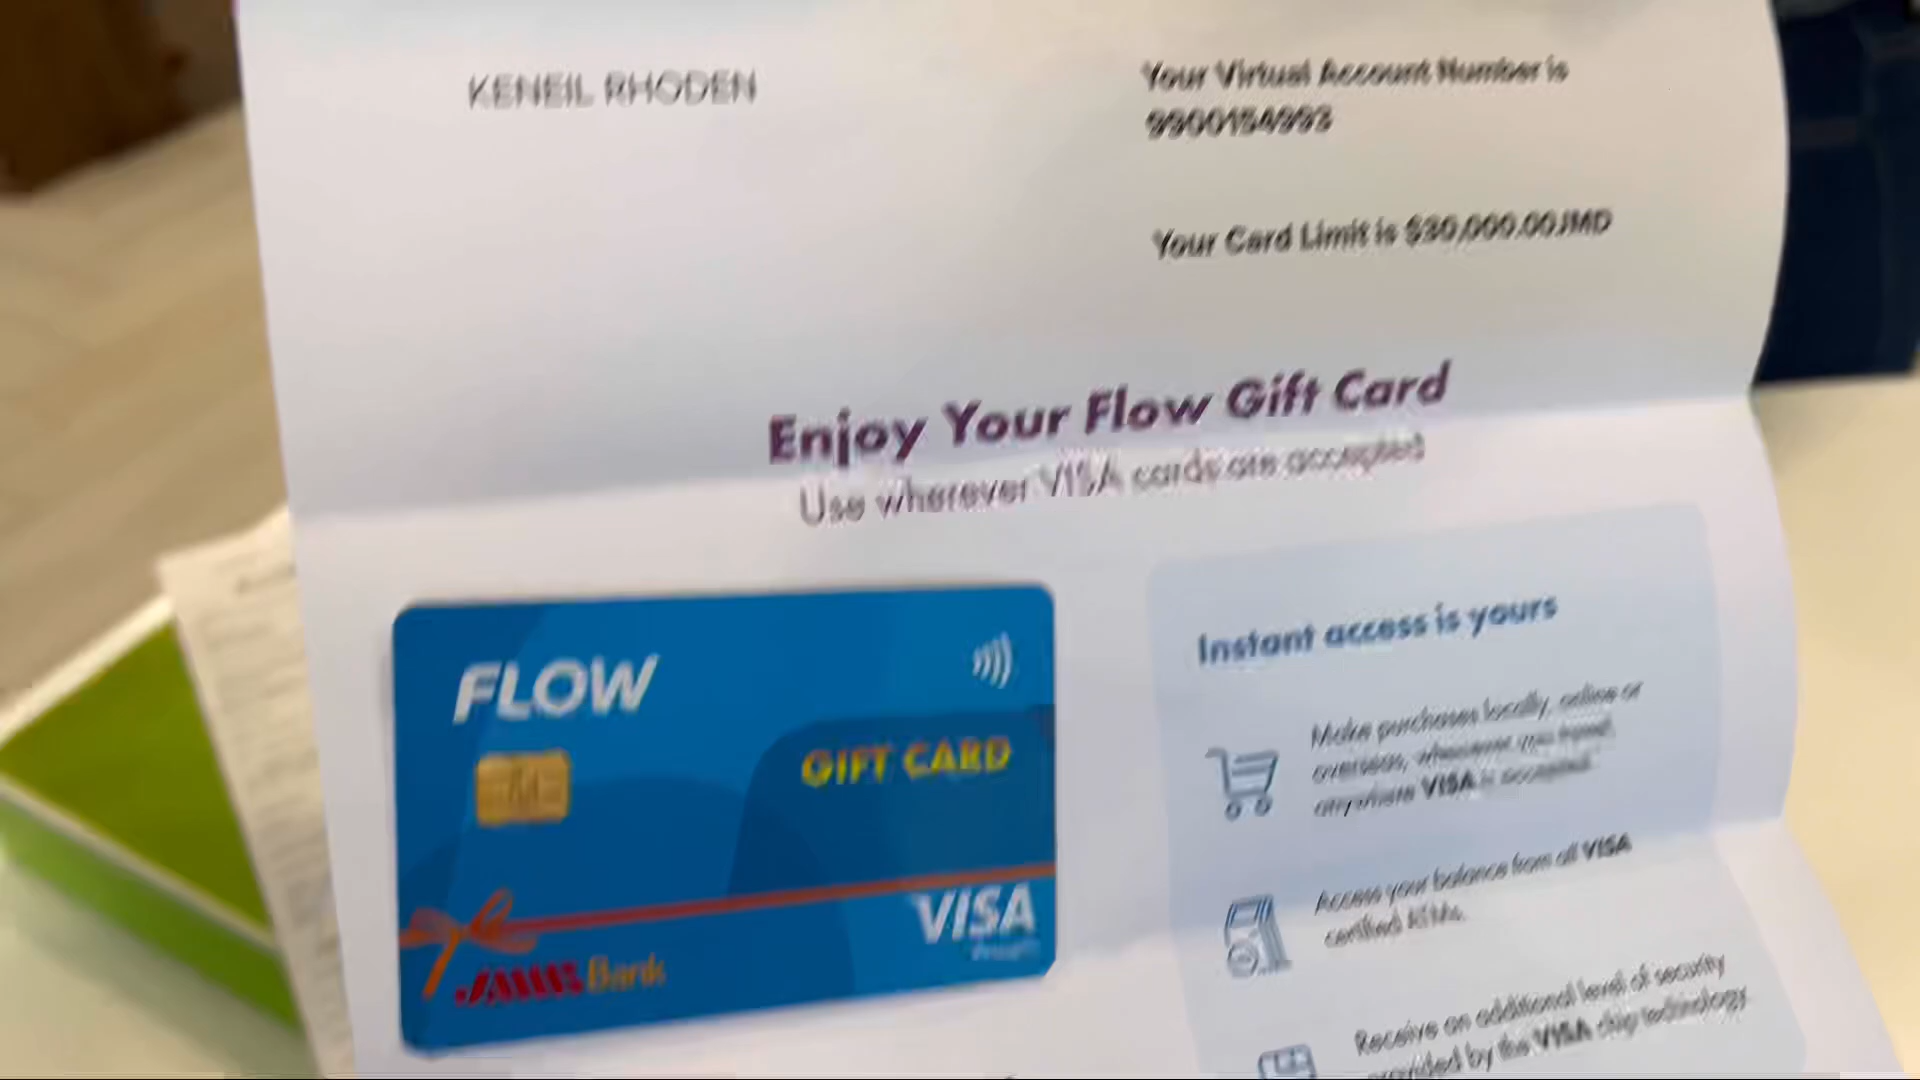 KENEIL RHODEN
Your Virtual Account Number is
Your Card Limit is $30,000.00JMD
Enjoy Your Flow Gift Card
Use wherever VISA cards are accepted
FLOW
GIFT CARD
VISA
Prepaid
JMMB Bank
Instant access is yours
Make purchases locally, online or
overseas, wherever you travel,
anywhere VISA is accepted.
Access your balance from all VISA
certified ATMs.
Receive an additional level of security
provided by the VISA chip technology